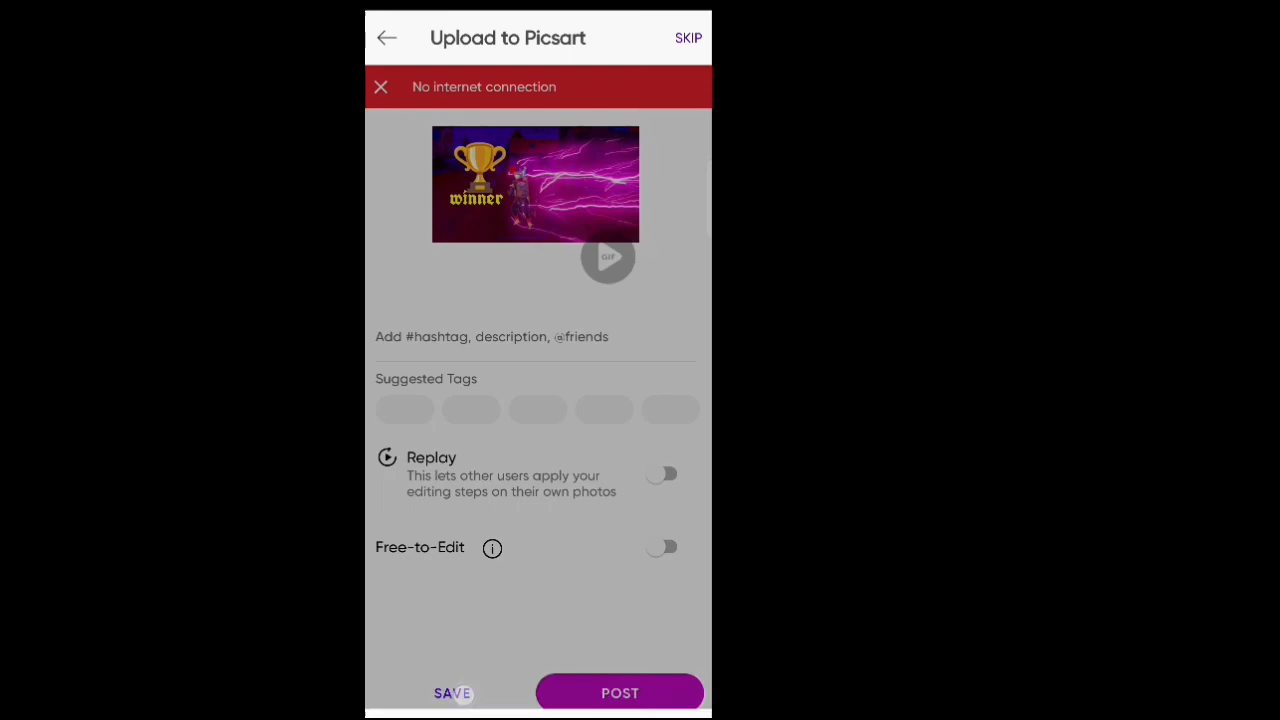 Upload to Picsart
SKIP
No internet connection
winner
GIF
Add #hashtag, description, @friends
Suggested Tags
Replay
This lets other users apply your
editing steps on their own photos
Free-to-Edit
SAVE
POST